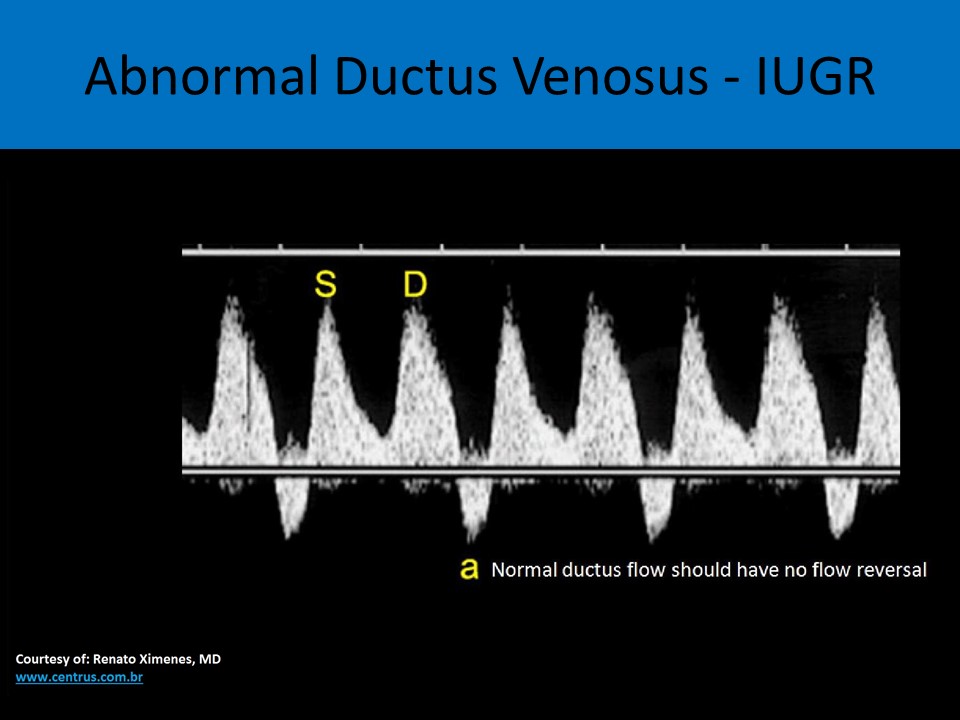 Abnormal Ductus Venosus - IUGR
S D
a Normal ductus flow should have no flow reversal
Courtesy of: Renato Ximenes, MD
www.centrus.com.br